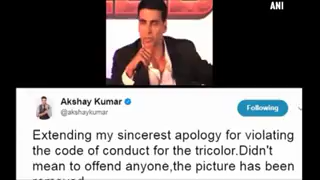 ANI
Akshay Kumar
@akshaykumar
Following
Extending my sincerest apology for violating
the code of conduct for the tricolor.Didn't
mean to offend anyone,the picture has been